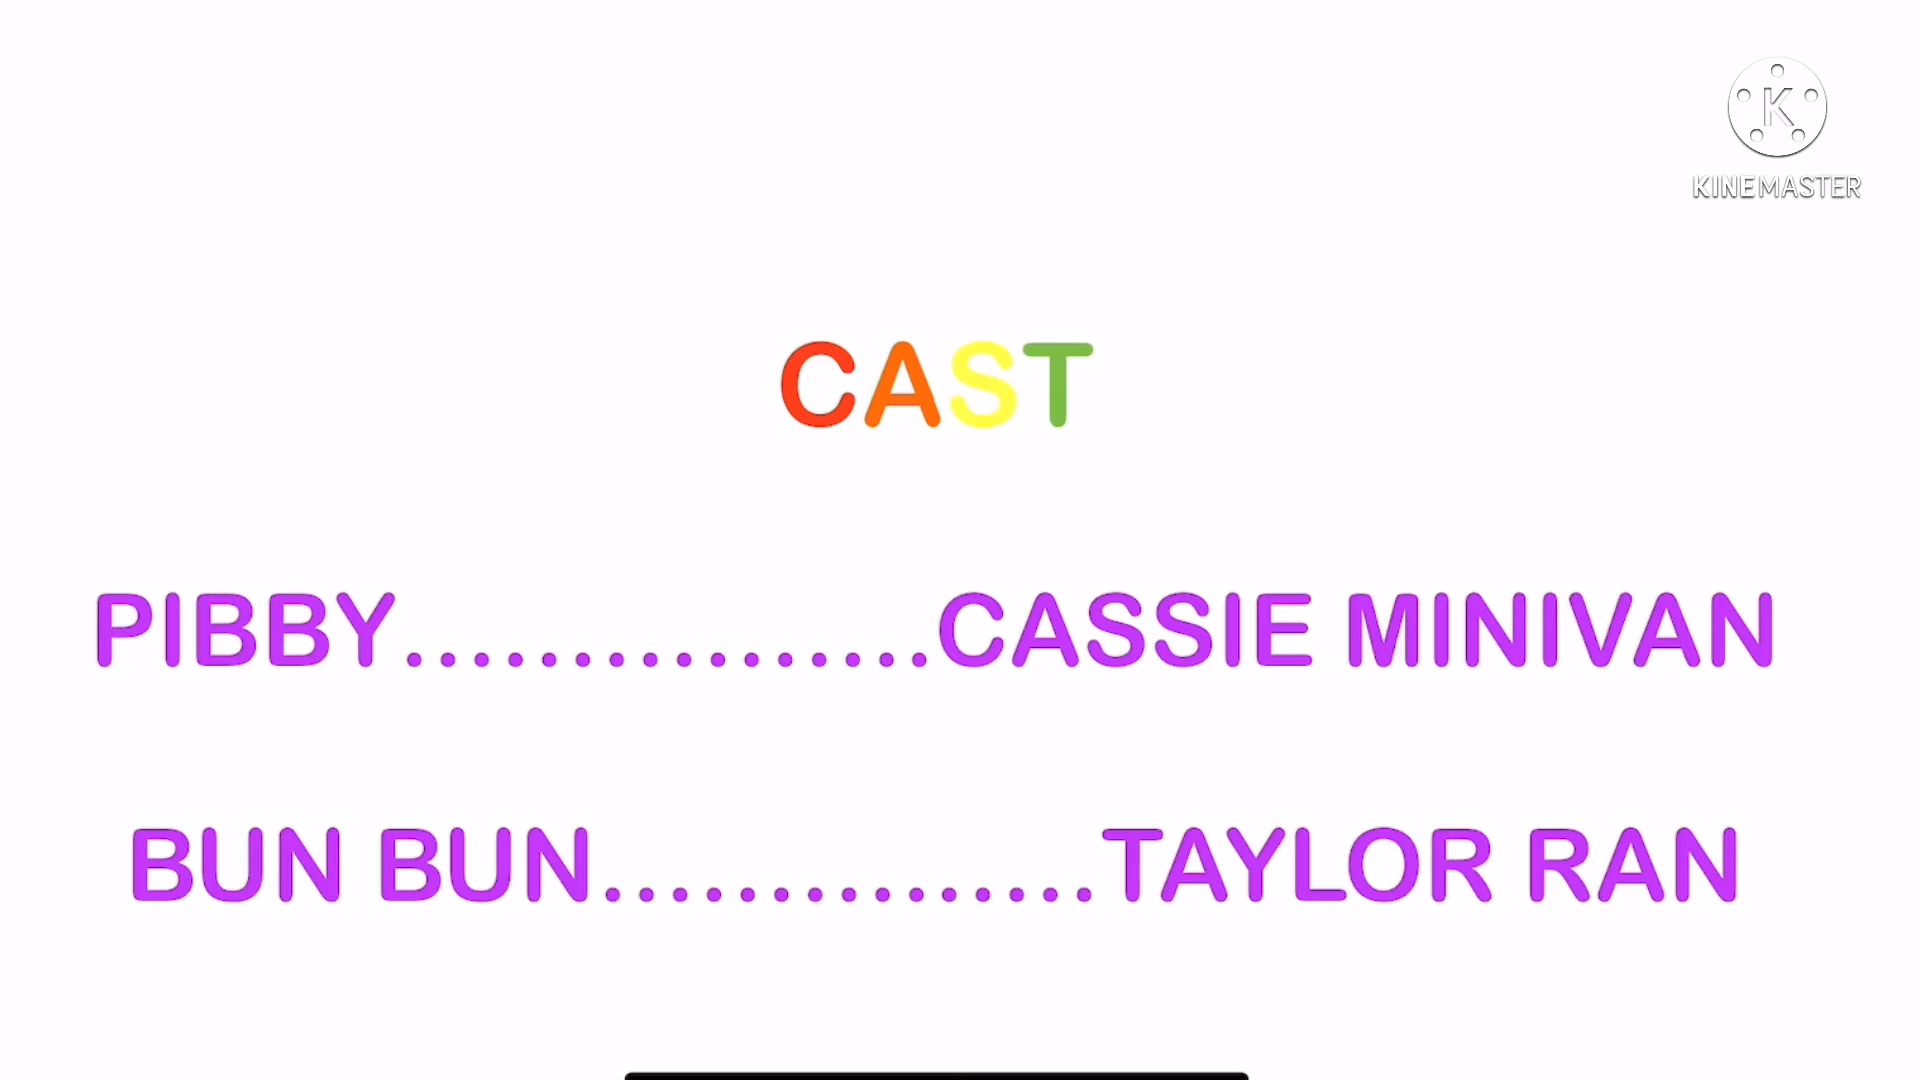 K
KINEMASTER
CAST
PIBBY................CASSIE MINIVAN
BUN BUN...............TAYLOR RAN